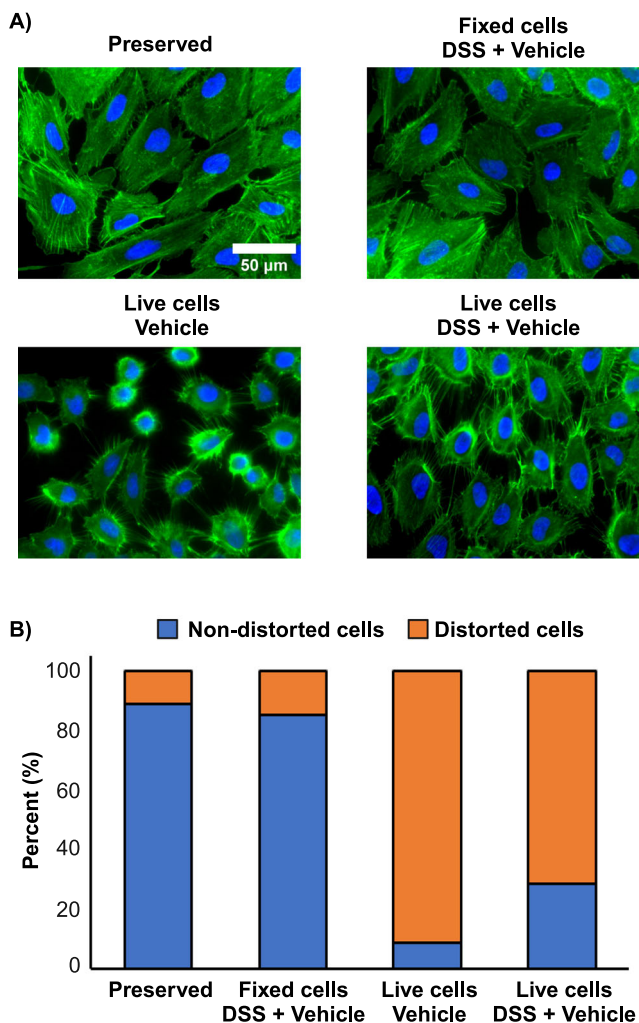 A)
Preserved
Fixed cells
DSS + Vehicle
50 µm
Live cells
Vehicle
Live cells
DSS + Vehicle
B)
Non-distorted cells
Distorted cells
Percent (%)
100
80
60
40
20
0
Preserved
Fixed cells
DSS + Vehicle
Live cells
Vehicle
Live cells
DSS + Vehicle